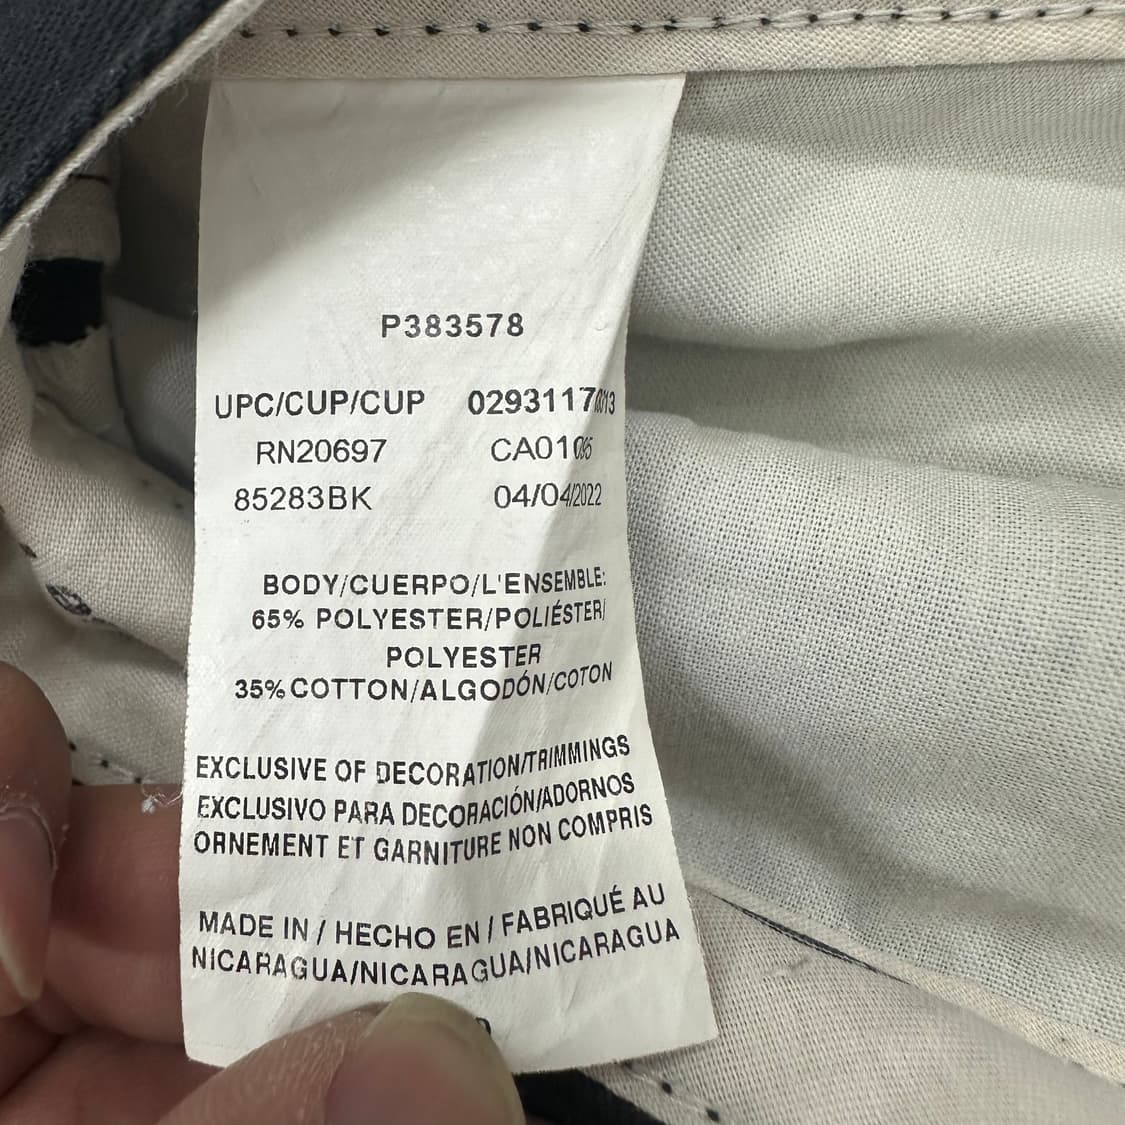 P383578
UPC/CUP/CUP
RN20697
85283BK 04/04/2022
BODY/CUERPO/L'ENSEMBLE:
65% POLYESTER/POLIÉSTER/
POLYESTER
35% COTTON/ALGODÓN/COTON
EXCLUSIVE OF DECORATION/TRIMMINGS
EXCLUSIVO PARA DECORACIÓN/ADORNOS
ORNEMENT ET GARNITURE NON COMPRIS
MADE IN / HECHO EN / FABRIQUÉ AU
NICARAGUA/NICARAGUA/NICARAGUA